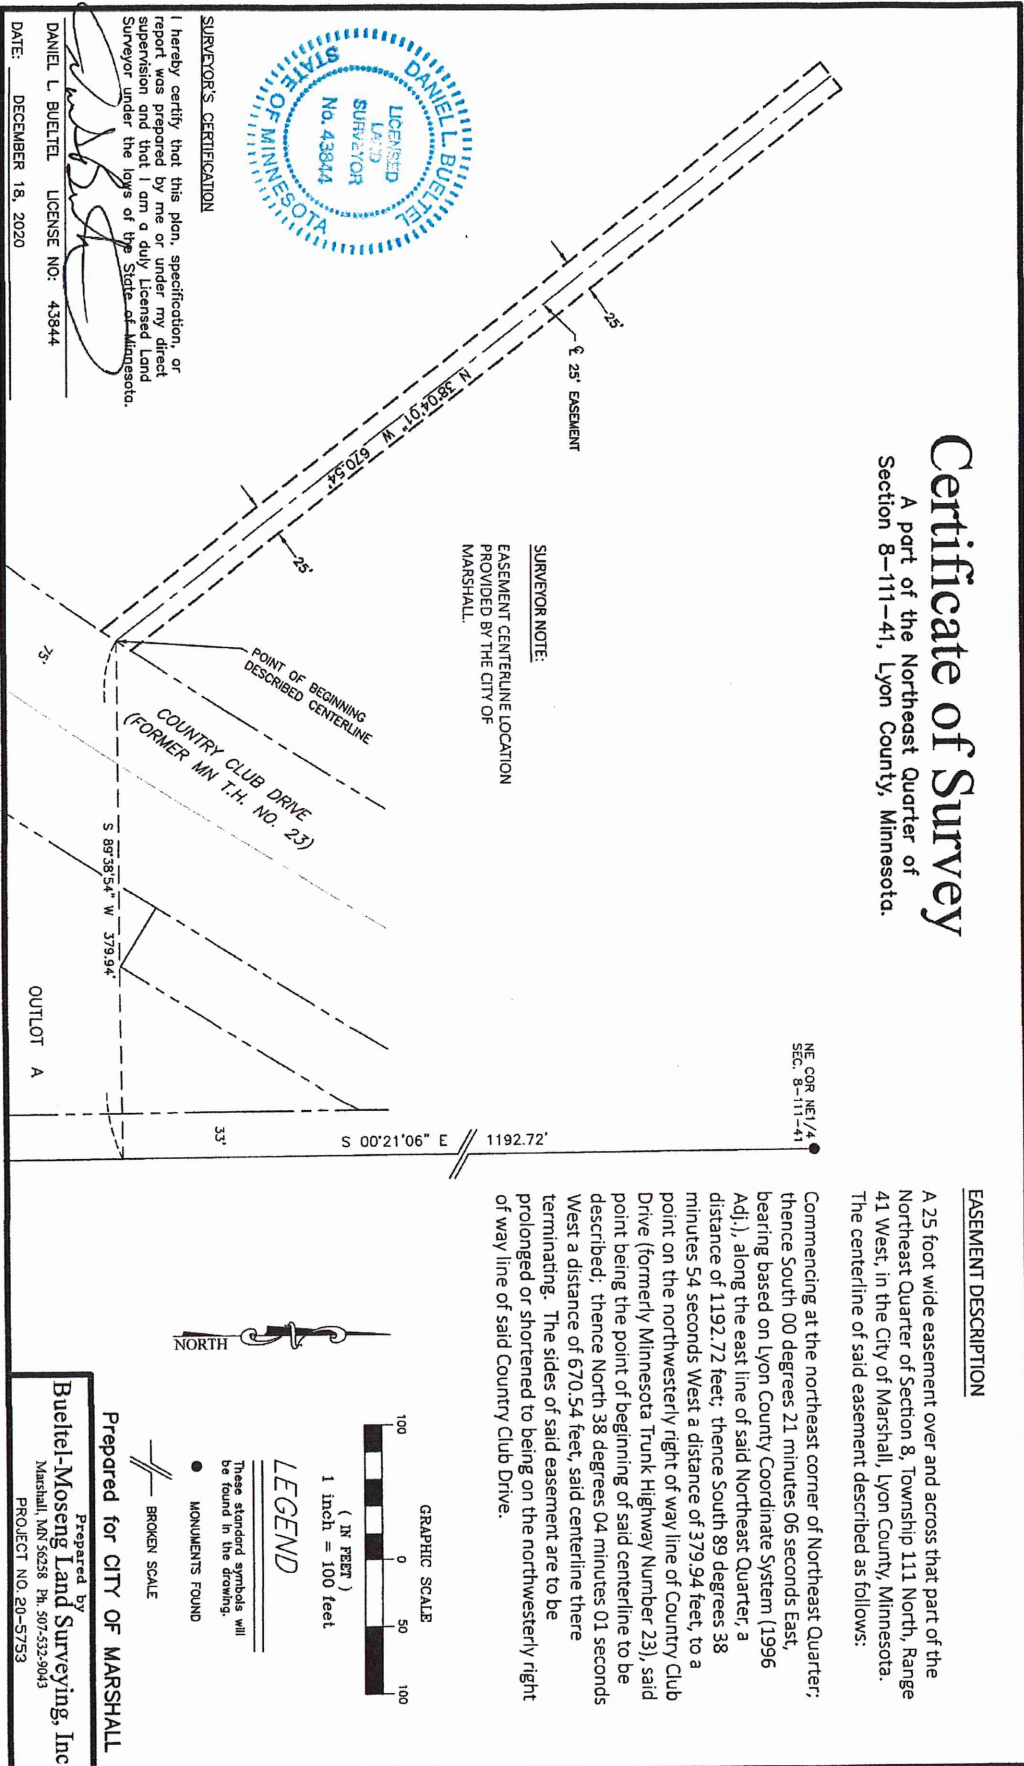 Certificate of Survey
A part of the Northeast Quarter of
Section 8-111-41, Lyon County, Minnesota.
EASEMENT DESCRIPTION
A 25 foot wide easement over and across that part of the
Northeast Quarter of Section 8, Township 111 North, Range
41 West, in the City of Marshall, Lyon County, Minnesota.
The centerline of said easement described as follows:
Commencing at the northeast corner of Northeast Quarter;
thence South 00 degrees 21 minutes 06 seconds East,
bearing based on Lyon County Coordinate System (1996
Adj.), along the east line of said Northeast Quarter, a
distance of 1192.72 feet; thence South 89 degrees 38
minutes 54 seconds West a distance of 379.94 feet, to a
point on the northwesterly right of way line of Country Club
Drive (formerly Minnesota Trunk Highway Number 23), said
point being the point of beginning of said centerline to be
described; thence North 38 degrees 04 minutes 01 seconds
West a distance of 670.54 feet, said centerline there
terminating. The sides of said easement are to be
prolonged or shortened to being on the northwesterly right
of way line of said Country Club Drive.
NE COR NE1/4
SEC. 8-111-41
S 00°21'06" E 1192.72'
33'
SURVEYOR NOTE:
EASEMENT CENTERLINE LOCATION
PROVIDED BY THE CITY OF
MARSHALL.
25'
℄ 25' EASEMENT
N 38°04'01" W 670.54'
25'
POINT OF BEGINNING
DESCRIBED CENTERLINE
COUNTRY CLUB DRIVE
(FORMER MN T.H. NO. 23)
75'
S 89°38'54" W 379.94'
OUTLOT A
DANIEL L. BUELTEL
LICENSED
LAND
SURVEYOR
No. 43844
STATE OF MINNESOTA
STATE
SURVEYOR'S CERTIFICATION
I hereby certify that this plan, specification, or
report was prepared by me or under my direct
supervision and that I am a duly Licensed Land
Surveyor under the laws of the State of Minnesota.
DANIEL L. BUELTEL LICENSE NO: 43844
DATE: DECEMBER 18, 2020
NORTH
GRAPHIC SCALE
100 0 50 100
( IN FEET )
1 inch = 100 feet
LEGEND
These standard symbols will
be found in the drawing.
MONUMENTS FOUND
BROKEN SCALE
Prepared for CITY OF MARSHALL
Prepared by
Bueltel-Moseng Land Surveying, Inc
Marshall, MN 56258 Ph. 507-532-9043
PROJECT NO. 20-5753